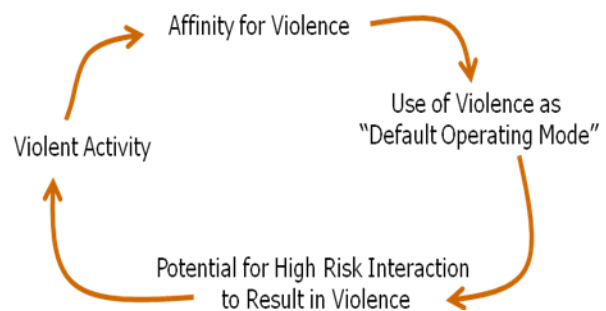 Affinity for Violence
Use of Violence as
“Default Operating Mode”
Potential for High Risk Interaction
to Result in Violence
Violent Activity